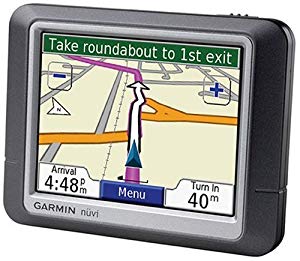 Take roundabout to 1st exit
N
Arrival
4:48 pm
Menu
Turn In
40 m
GARMIN nüvi